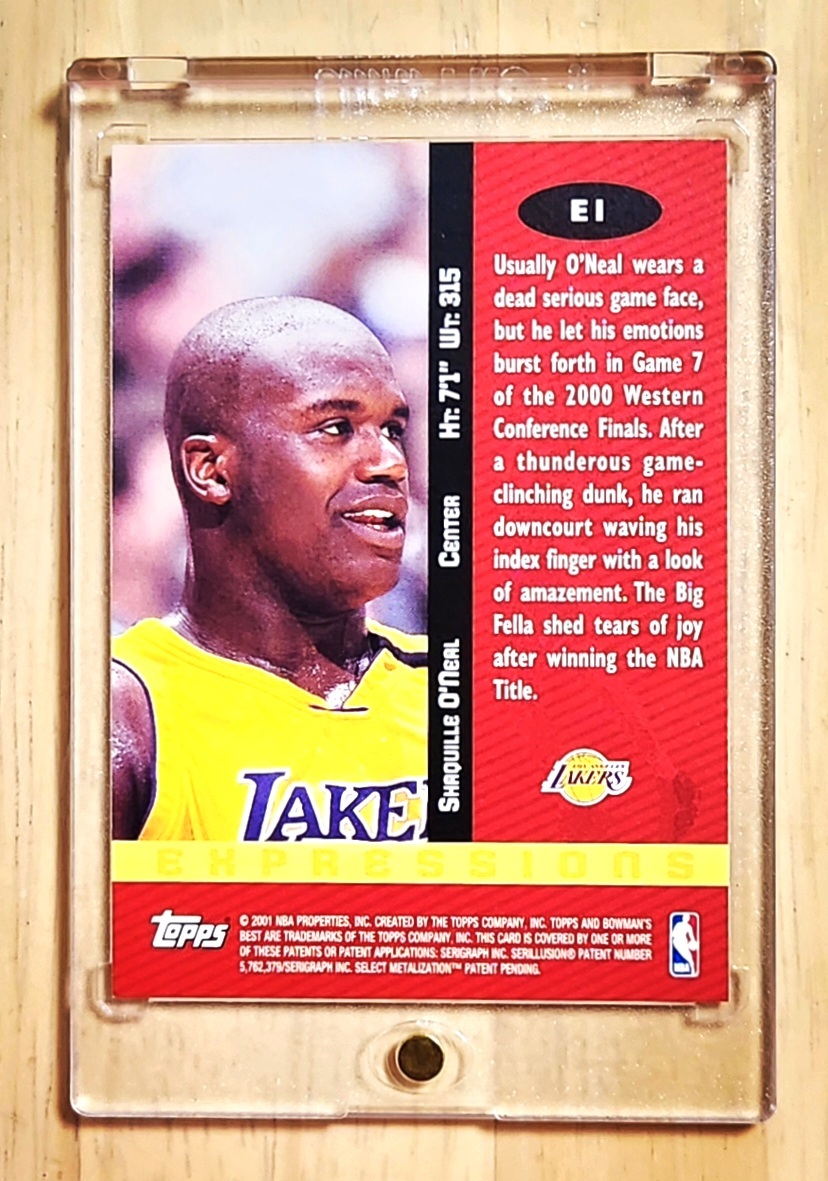 E1
Usually O'Neal wears a
dead serious game face,
but he let his emotions
burst forth in Game 7
of the 2000 Western
Conference Finals. After
a thunderous game-
clinching dunk, he ran
downcourt waving his
index finger with a look
of amazement. The Big
Fella shed tears of joy
after winning the NBA
Title.
LOS ANGELES
LAKERS
SHAQUILLE O'NEAL CENTER HT: 7'1" WT: 315
LAKE
EXPRESSIONS
Topps
© 2001 NBA PROPERTIES, INC. CREATED BY THE TOPPS COMPANY, INC. TOPPS AND BOWMAN'S
BEST ARE TRADEMARKS OF THE TOPPS COMPANY, INC. THIS CARD IS COVERED BY ONE OR MORE
OF THESE PATENTS OR PATENT APPLICATIONS: SERIGRAPH INC. SERILLUSION® PATENT NUMBER
5,762,379/SERIGRAPH INC. SELECT METALIZATION™ PATENT PENDING.
NBA